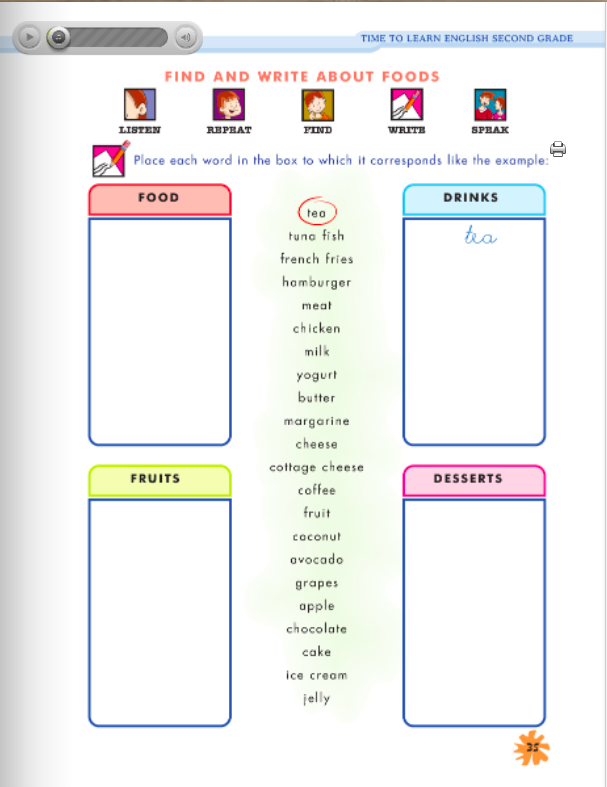 TIME TO LEARN ENGLISH SECOND GRADE
FIND AND WRITE ABOUT FOODS
LISTEN
REPEAT
FIND
WRITE
SPEAK
Place each word in the box to which it corresponds like the example:
FOOD
DRINKS
tea
tea
tuna fish
french fries
hamburger
meat
chicken
milk
yogurt
butter
margarine
cheese
cottage cheese
coffee
fruit
coconut
avocado
grapes
apple
chocolate
cake
ice cream
jelly
FRUITS
DESSERTS
35